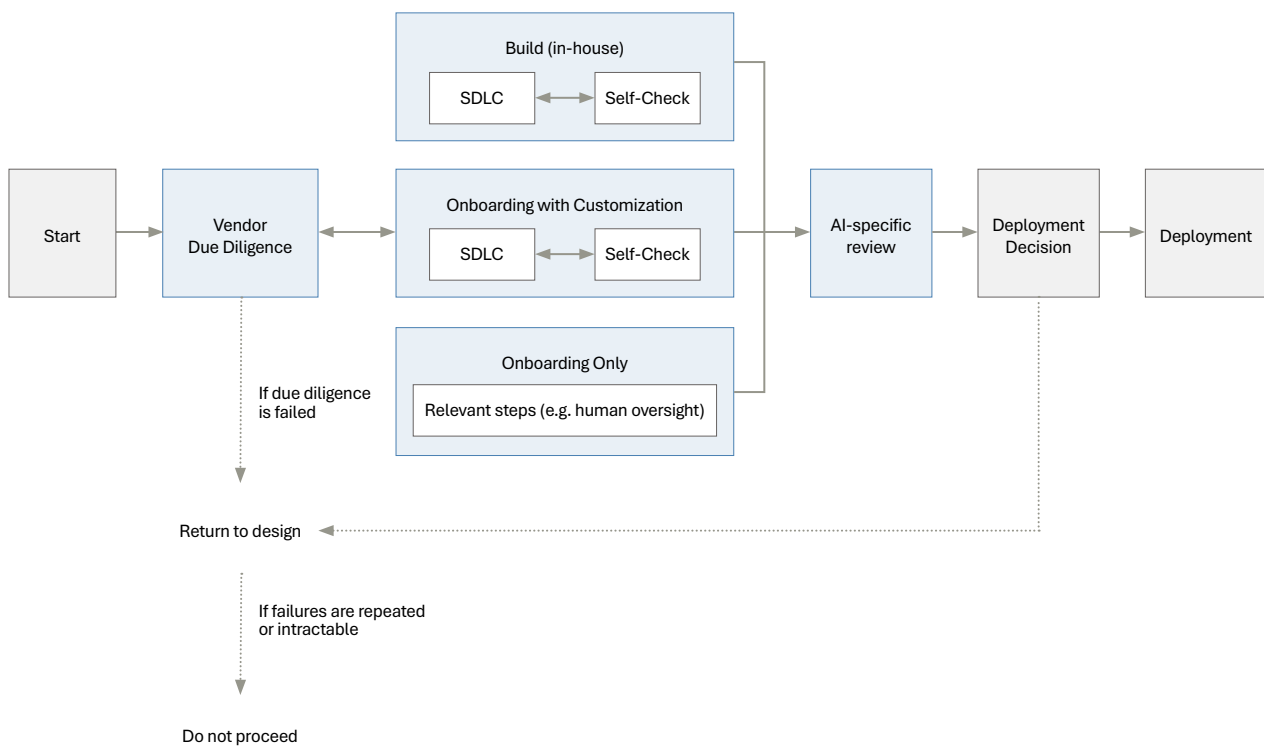 Build (in-house)
SDLC
Self-Check
Start
Vendor
Due Diligence
Onboarding with Customization
SDLC
Self-Check
AI-specific
review
Deployment
Decision
Deployment
Onboarding Only
Relevant steps (e.g. human oversight)
If due diligence
is failed
Return to design
If failures are repeated
or intractable
Do not proceed